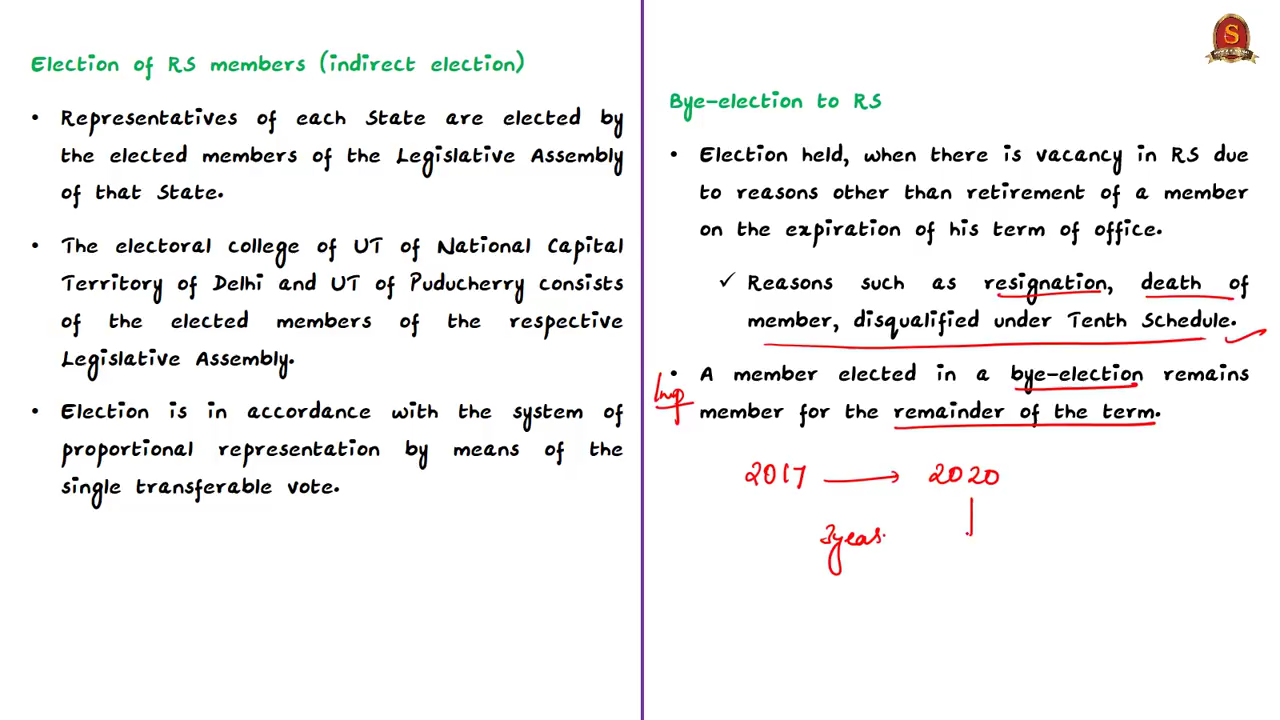 Election of RS members (indirect election)
• Representatives of each State are elected by
the elected members of the Legislative Assembly
of that State.
• The electoral college of UT of National Capital
Territory of Delhi and UT of Puducherry consists
of the elected members of the respective
Legislative Assembly.
• Election is in accordance with the system of
proportional representation by means of the
single transferable vote.
S
Bye-election to RS
• Election held, when there is vacancy in RS due
to reasons other than retirement of a member
on the expiration of his term of office.
✓ Reasons such as resignation, death of
member, disqualified under Tenth Schedule.
Imp
• A member elected in a bye-election remains
member for the remainder of the term.
2017 → 2020
3years.